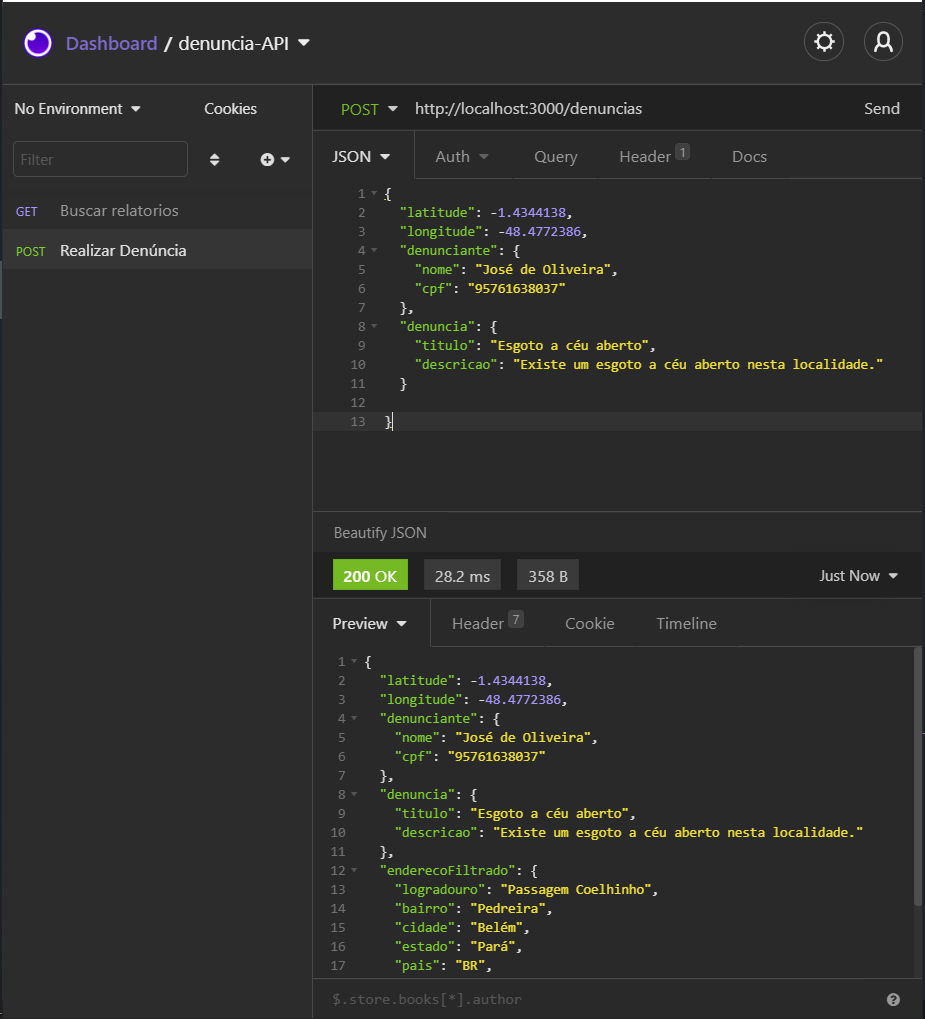 Dashboard / denuncia-API
No Environment
Cookies
Filter
GET Buscar relatorios
POST Realizar Denúncia
POST http://localhost:3000/denuncias Send
JSON Auth Query Header 1 Docs
1 {
2 "latitude": -1.4344138,
3 "longitude": -48.4772386,
4 "denunciante": {
5 "nome": "José de Oliveira",
6 "cpf": "95761638037"
7 },
8 "denuncia": {
9 "titulo": "Esgoto a céu aberto",
10 "descricao": "Existe um esgoto a céu aberto nesta localidade."
11 }
12
13 }
Beautify JSON
200 OK 28.2 ms 358 B Just Now
Preview Header 7 Cookie Timeline
1 {
2 "latitude": -1.4344138,
3 "longitude": -48.4772386,
4 "denunciante": {
5 "nome": "José de Oliveira",
6 "cpf": "95761638037"
7 },
8 "denuncia": {
9 "titulo": "Esgoto a céu aberto",
10 "descricao": "Existe um esgoto a céu aberto nesta localidade."
11 },
12 "enderecoFiltrado": {
13 "logradouro": "Passagem Coelhinho",
14 "bairro": "Pedreira",
15 "cidade": "Belém",
16 "estado": "Pará",
17 "pais": "BR",
$.store.books[*].author